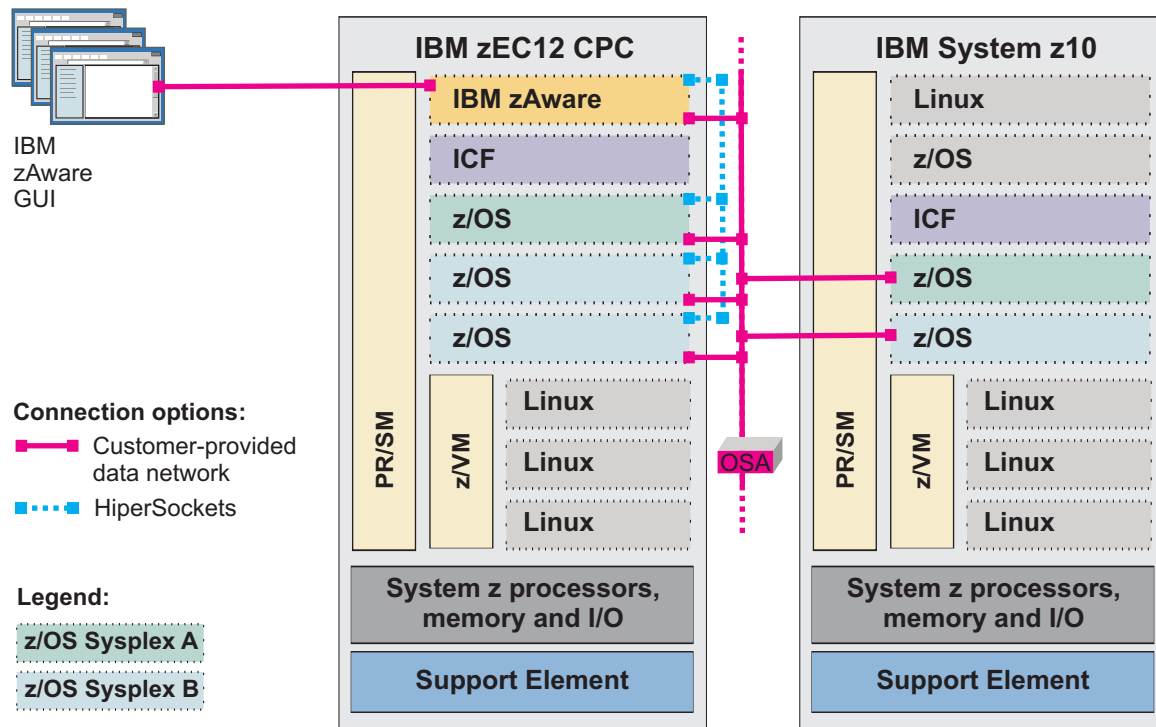 IBM
zAware
GUI
Connection options:
Customer-provided
data network
HiperSockets
Legend:
z/OS Sysplex A
z/OS Sysplex B
IBM zEC12 CPC
PR/SM
IBM zAware
ICF
z/OS
z/OS
z/OS
z/VM
Linux
Linux
Linux
System z processors,
memory and I/O
Support Element
OSA
IBM System z10
PR/SM
Linux
z/OS
ICF
z/OS
z/OS
z/VM
Linux
Linux
Linux
System z processors,
memory and I/O
Support Element